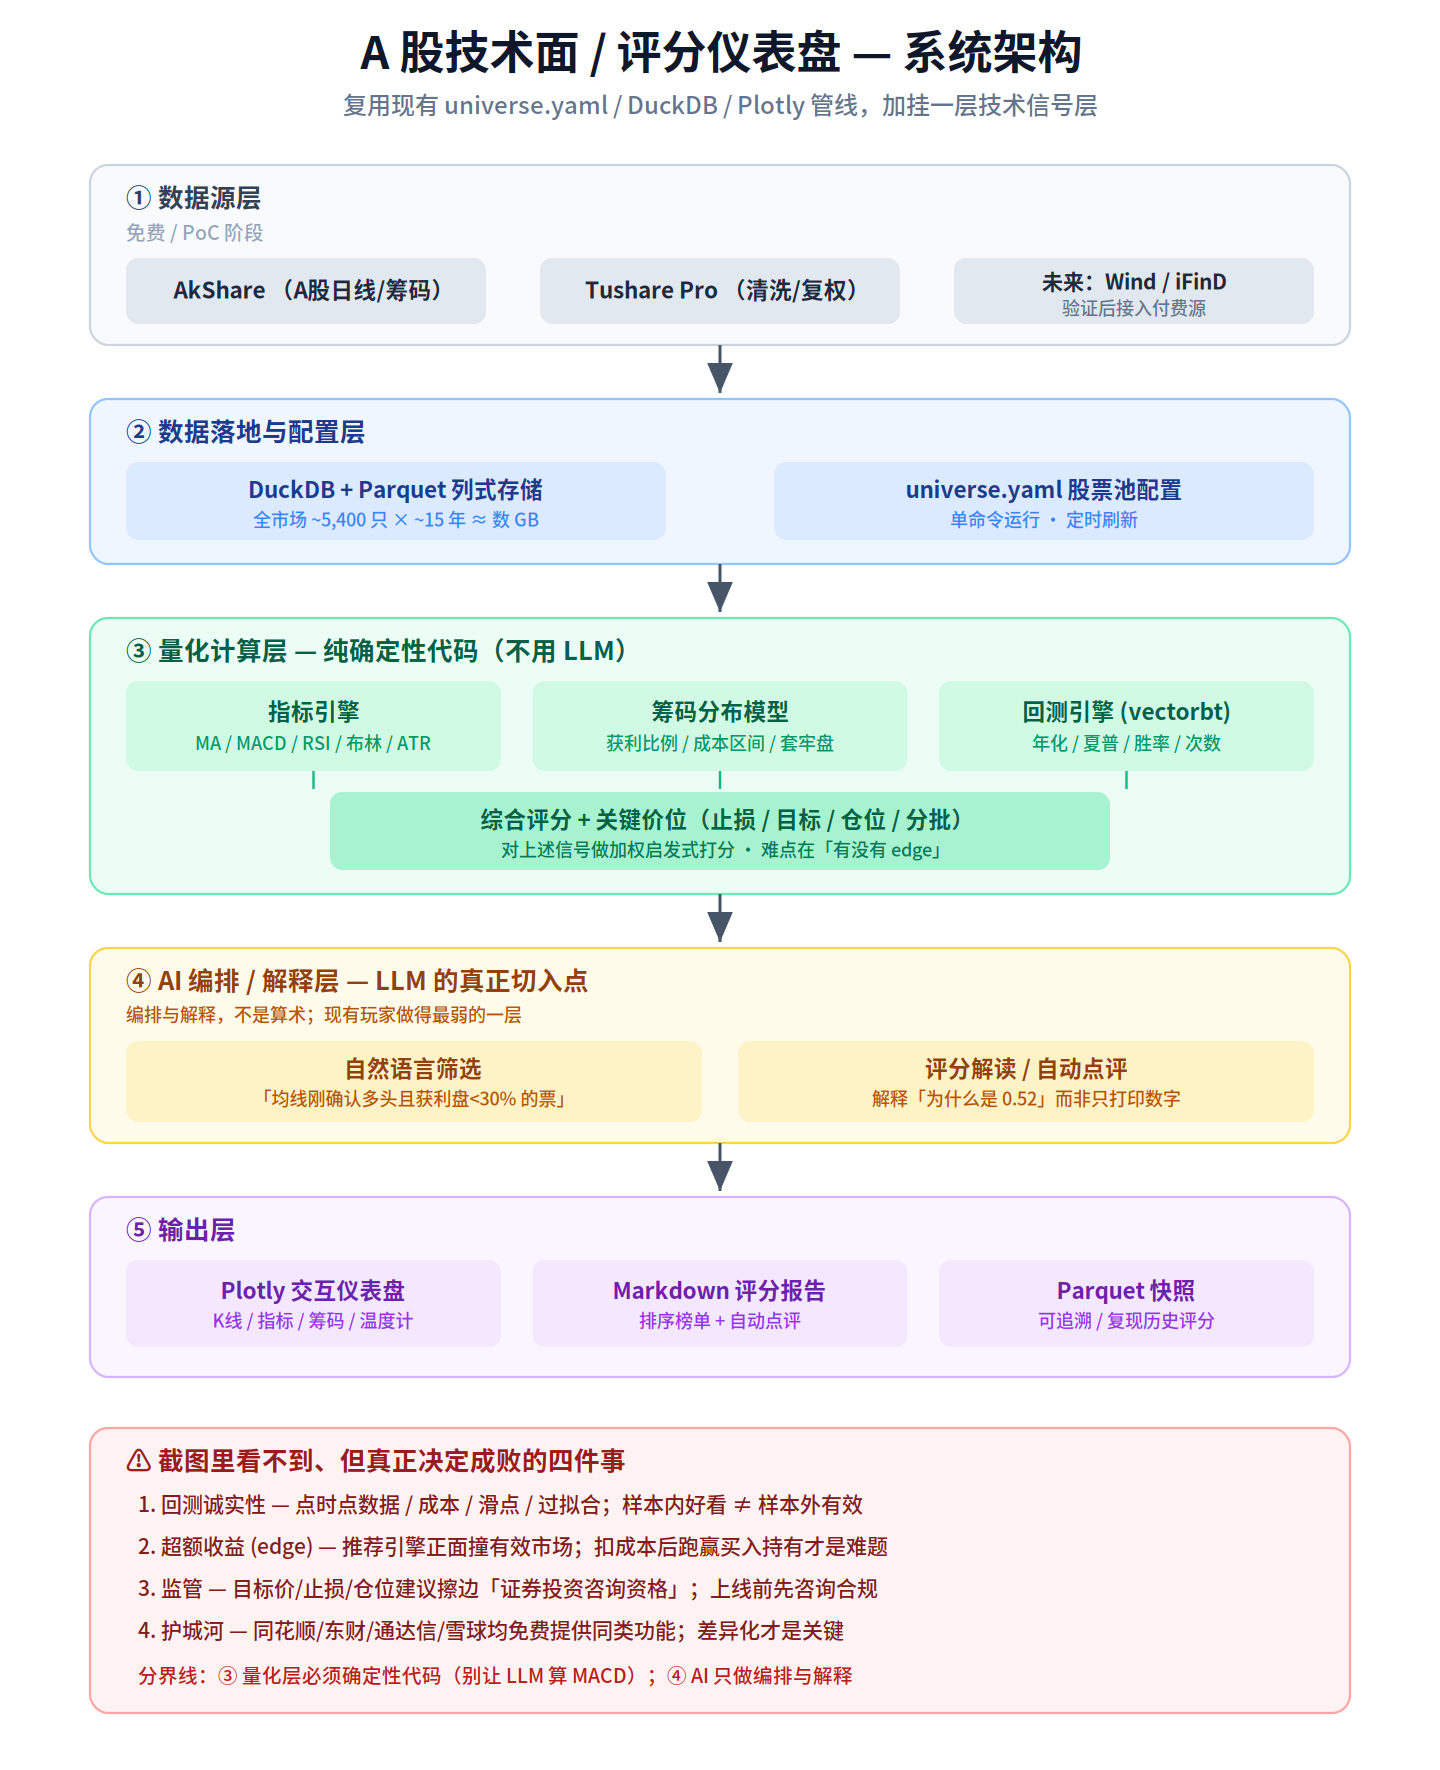 A 股技术面 / 评分仪表盘 — 系统架构
复用现有 universe.yaml / DuckDB / Plotly 管线，加挂一层技术信号层
① 数据源层
免费 / PoC 阶段
AkShare （A股日线/筹码）
Tushare Pro （清洗/复权）
未来：Wind / iFinD
验证后接入付费源
② 数据落地与配置层
DuckDB + Parquet 列式存储
全市场 ~5,400 只 × ~15 年 ≈ 数 GB
universe.yaml 股票池配置
单命令运行 · 定时刷新
③ 量化计算层 — 纯确定性代码（不用 LLM）
指标引擎
MA / MACD / RSI / 布林 / ATR
筹码分布模型
获利比例 / 成本区间 / 套牢盘
回测引擎 (vectorbt)
年化 / 夏普 / 胜率 / 次数
综合评分 + 关键价位（止损 / 目标 / 仓位 / 分批）
对上述信号做加权启发式打分 · 难点在「有没有 edge」
④ AI 编排 / 解释层 — LLM 的真正切入点
编排与解释，不是算术；现有玩家做得最弱的一层
自然语言筛选
「均线刚确认多头且获利盘<30% 的票」
评分解读 / 自动点评
解释「为什么是 0.52」而非只打印数字
⑤ 输出层
Plotly 交互仪表盘
K线 / 指标 / 筹码 / 温度计
Markdown 评分报告
排序榜单 + 自动点评
Parquet 快照
可追溯 / 复现历史评分
⚠ 截图里看不到、但真正决定成败的四件事
1. 回测诚实性 — 点时点数据 / 成本 / 滑点 / 过拟合；样本内好看 ≠ 样本外有效
2. 超额收益 (edge) — 推荐引擎正面撞有效市场；扣成本后跑赢买入持有才是难题
3. 监管 — 目标价/止损/仓位建议擦边「证券投资咨询资格」；上线前先咨询合规
4. 护城河 — 同花顺/东财/通达信/雪球均免费提供同类功能；差异化才是关键
分界线：③ 量化层必须确定性代码（别让 LLM 算 MACD）；④ AI 只做编排与解释